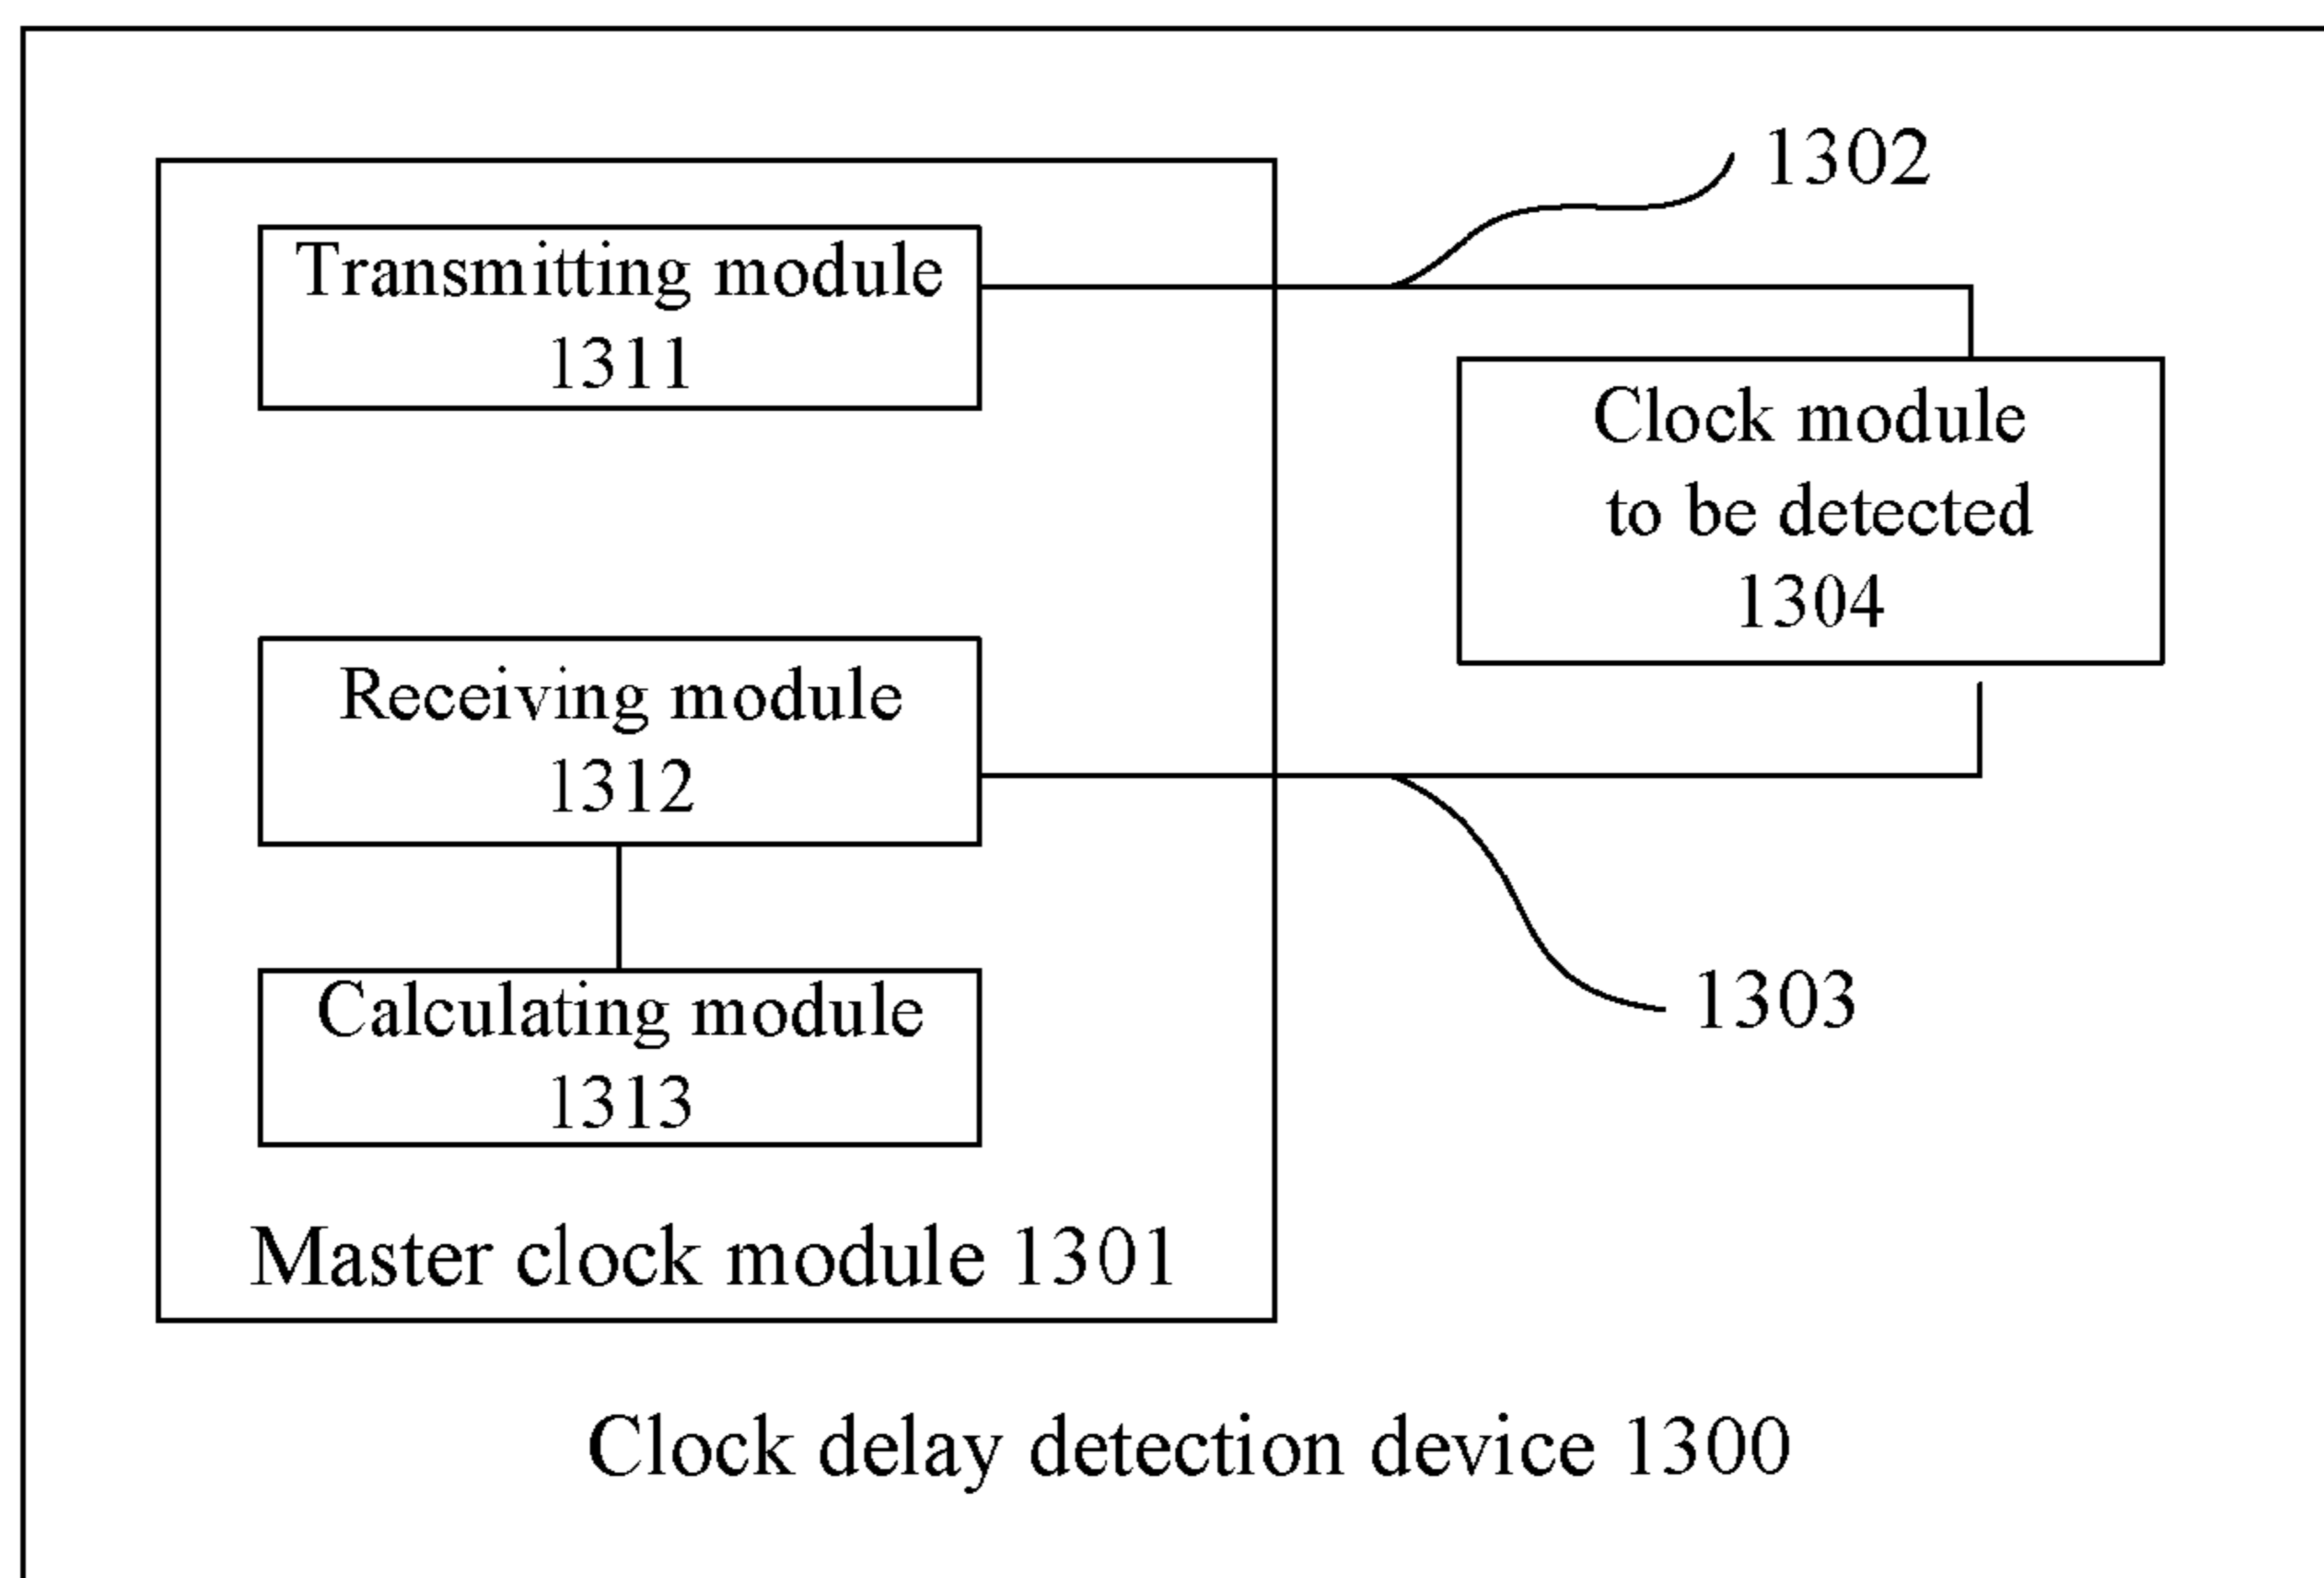 1302
Transmitting module
1311
Clock module
to be detected
1304
Receiving module
1312
1303
Calculating module
1313
Master clock module 1301
Clock delay detection device 1300